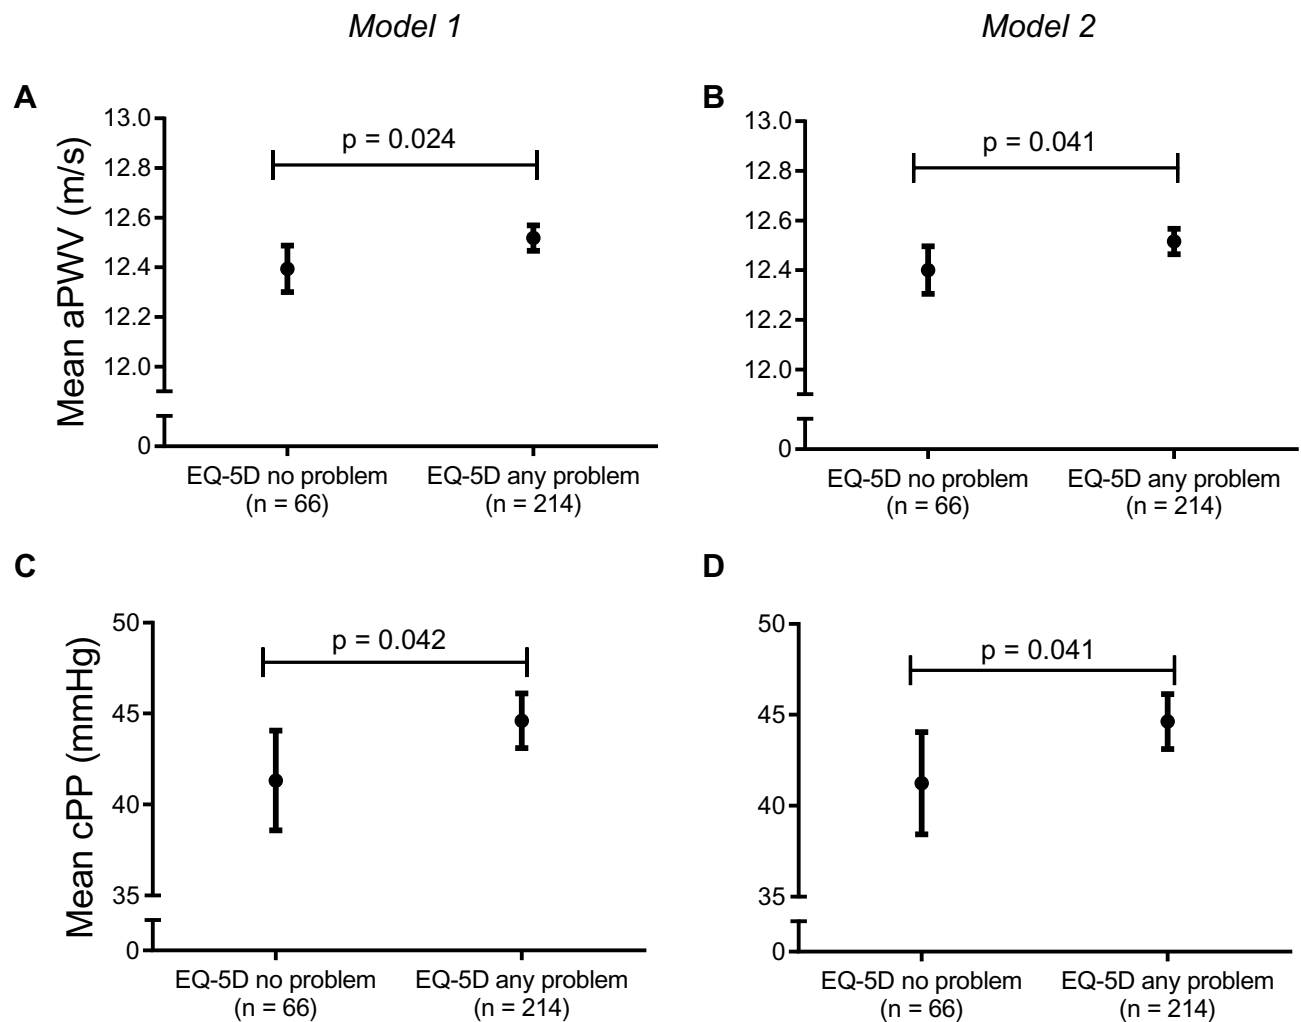 Model 1
Model 2
A
B
Mean aPWV (m/s)
13.0
12.8
12.6
12.4
12.2
12.0
0
p = 0.024
EQ-5D no problem
(n = 66)
EQ-5D any problem
(n = 214)
13.0
12.8
12.6
12.4
12.2
12.0
0
p = 0.041
EQ-5D no problem
(n = 66)
EQ-5D any problem
(n = 214)
C
D
Mean cPP (mmHg)
50
45
40
35
0
p = 0.042
EQ-5D no problem
(n = 66)
EQ-5D any problem
(n = 214)
50
45
40
35
0
p = 0.041
EQ-5D no problem
(n = 66)
EQ-5D any problem
(n = 214)